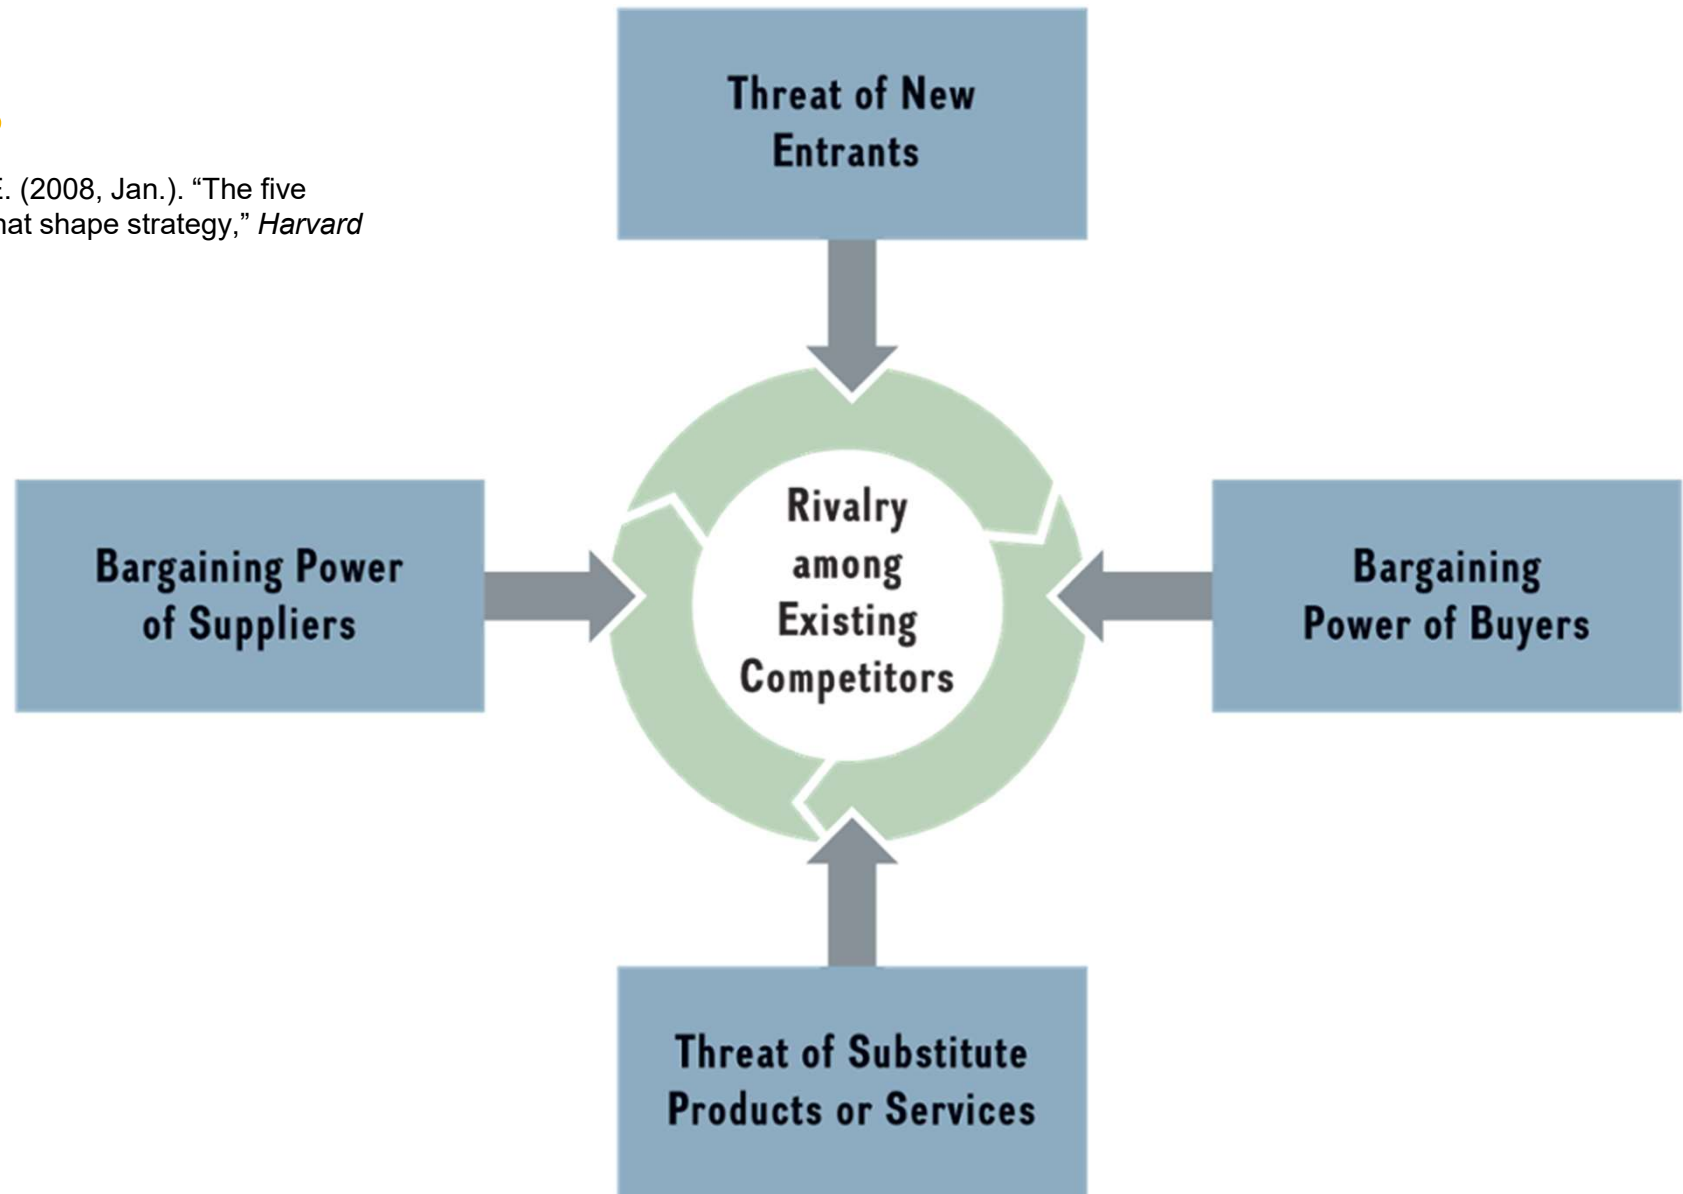 E. (2008, Jan.). “The five
hat shape strategy,” Harvard
Threat of New
Entrants
Bargaining Power
of Suppliers
Rivalry
among
Existing
Competitors
Bargaining
Power of Buyers
Threat of Substitute
Products or Services